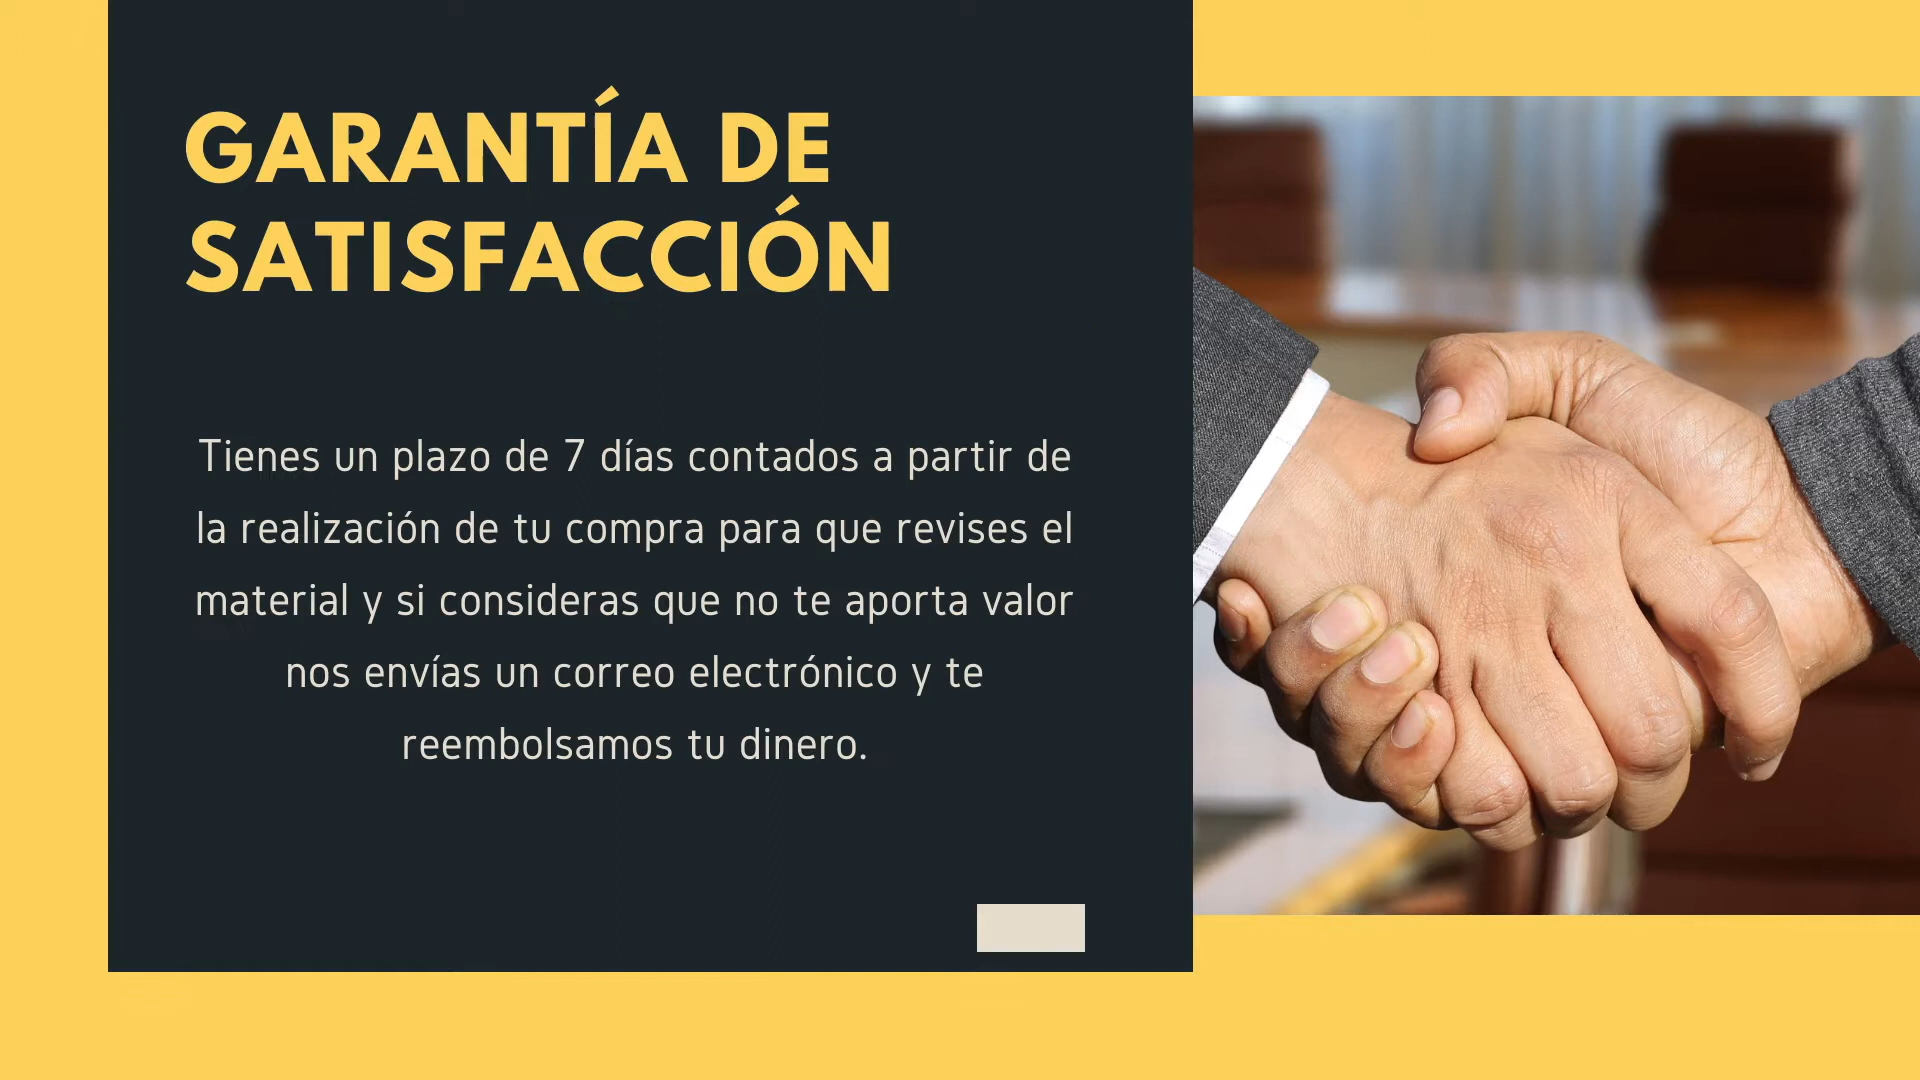 GARANTÍA DE
SATISFACCIÓN
Tienes un plazo de 7 días contados a partir de
la realización de tu compra para que revises el
material y si consideras que no te aporta valor
nos envías un correo electrónico y te
reembolsamos tu dinero.